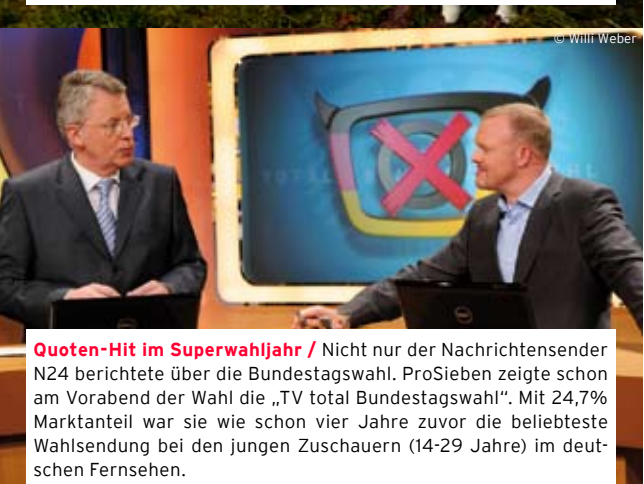 © Willi Weber
TOTAL
Quoten-Hit im Superwahljahr / Nicht nur der Nachrichtensender
N24 berichtete über die Bundestagswahl. ProSieben zeigte schon
am Vorabend der Wahl die „TV total Bundestagswahl“. Mit 24,7%
Marktanteil war sie wie schon vier Jahre zuvor die beliebteste
Wahlsendung bei den jungen Zuschauern (14-29 Jahre) im deut-
schen Fernsehen.